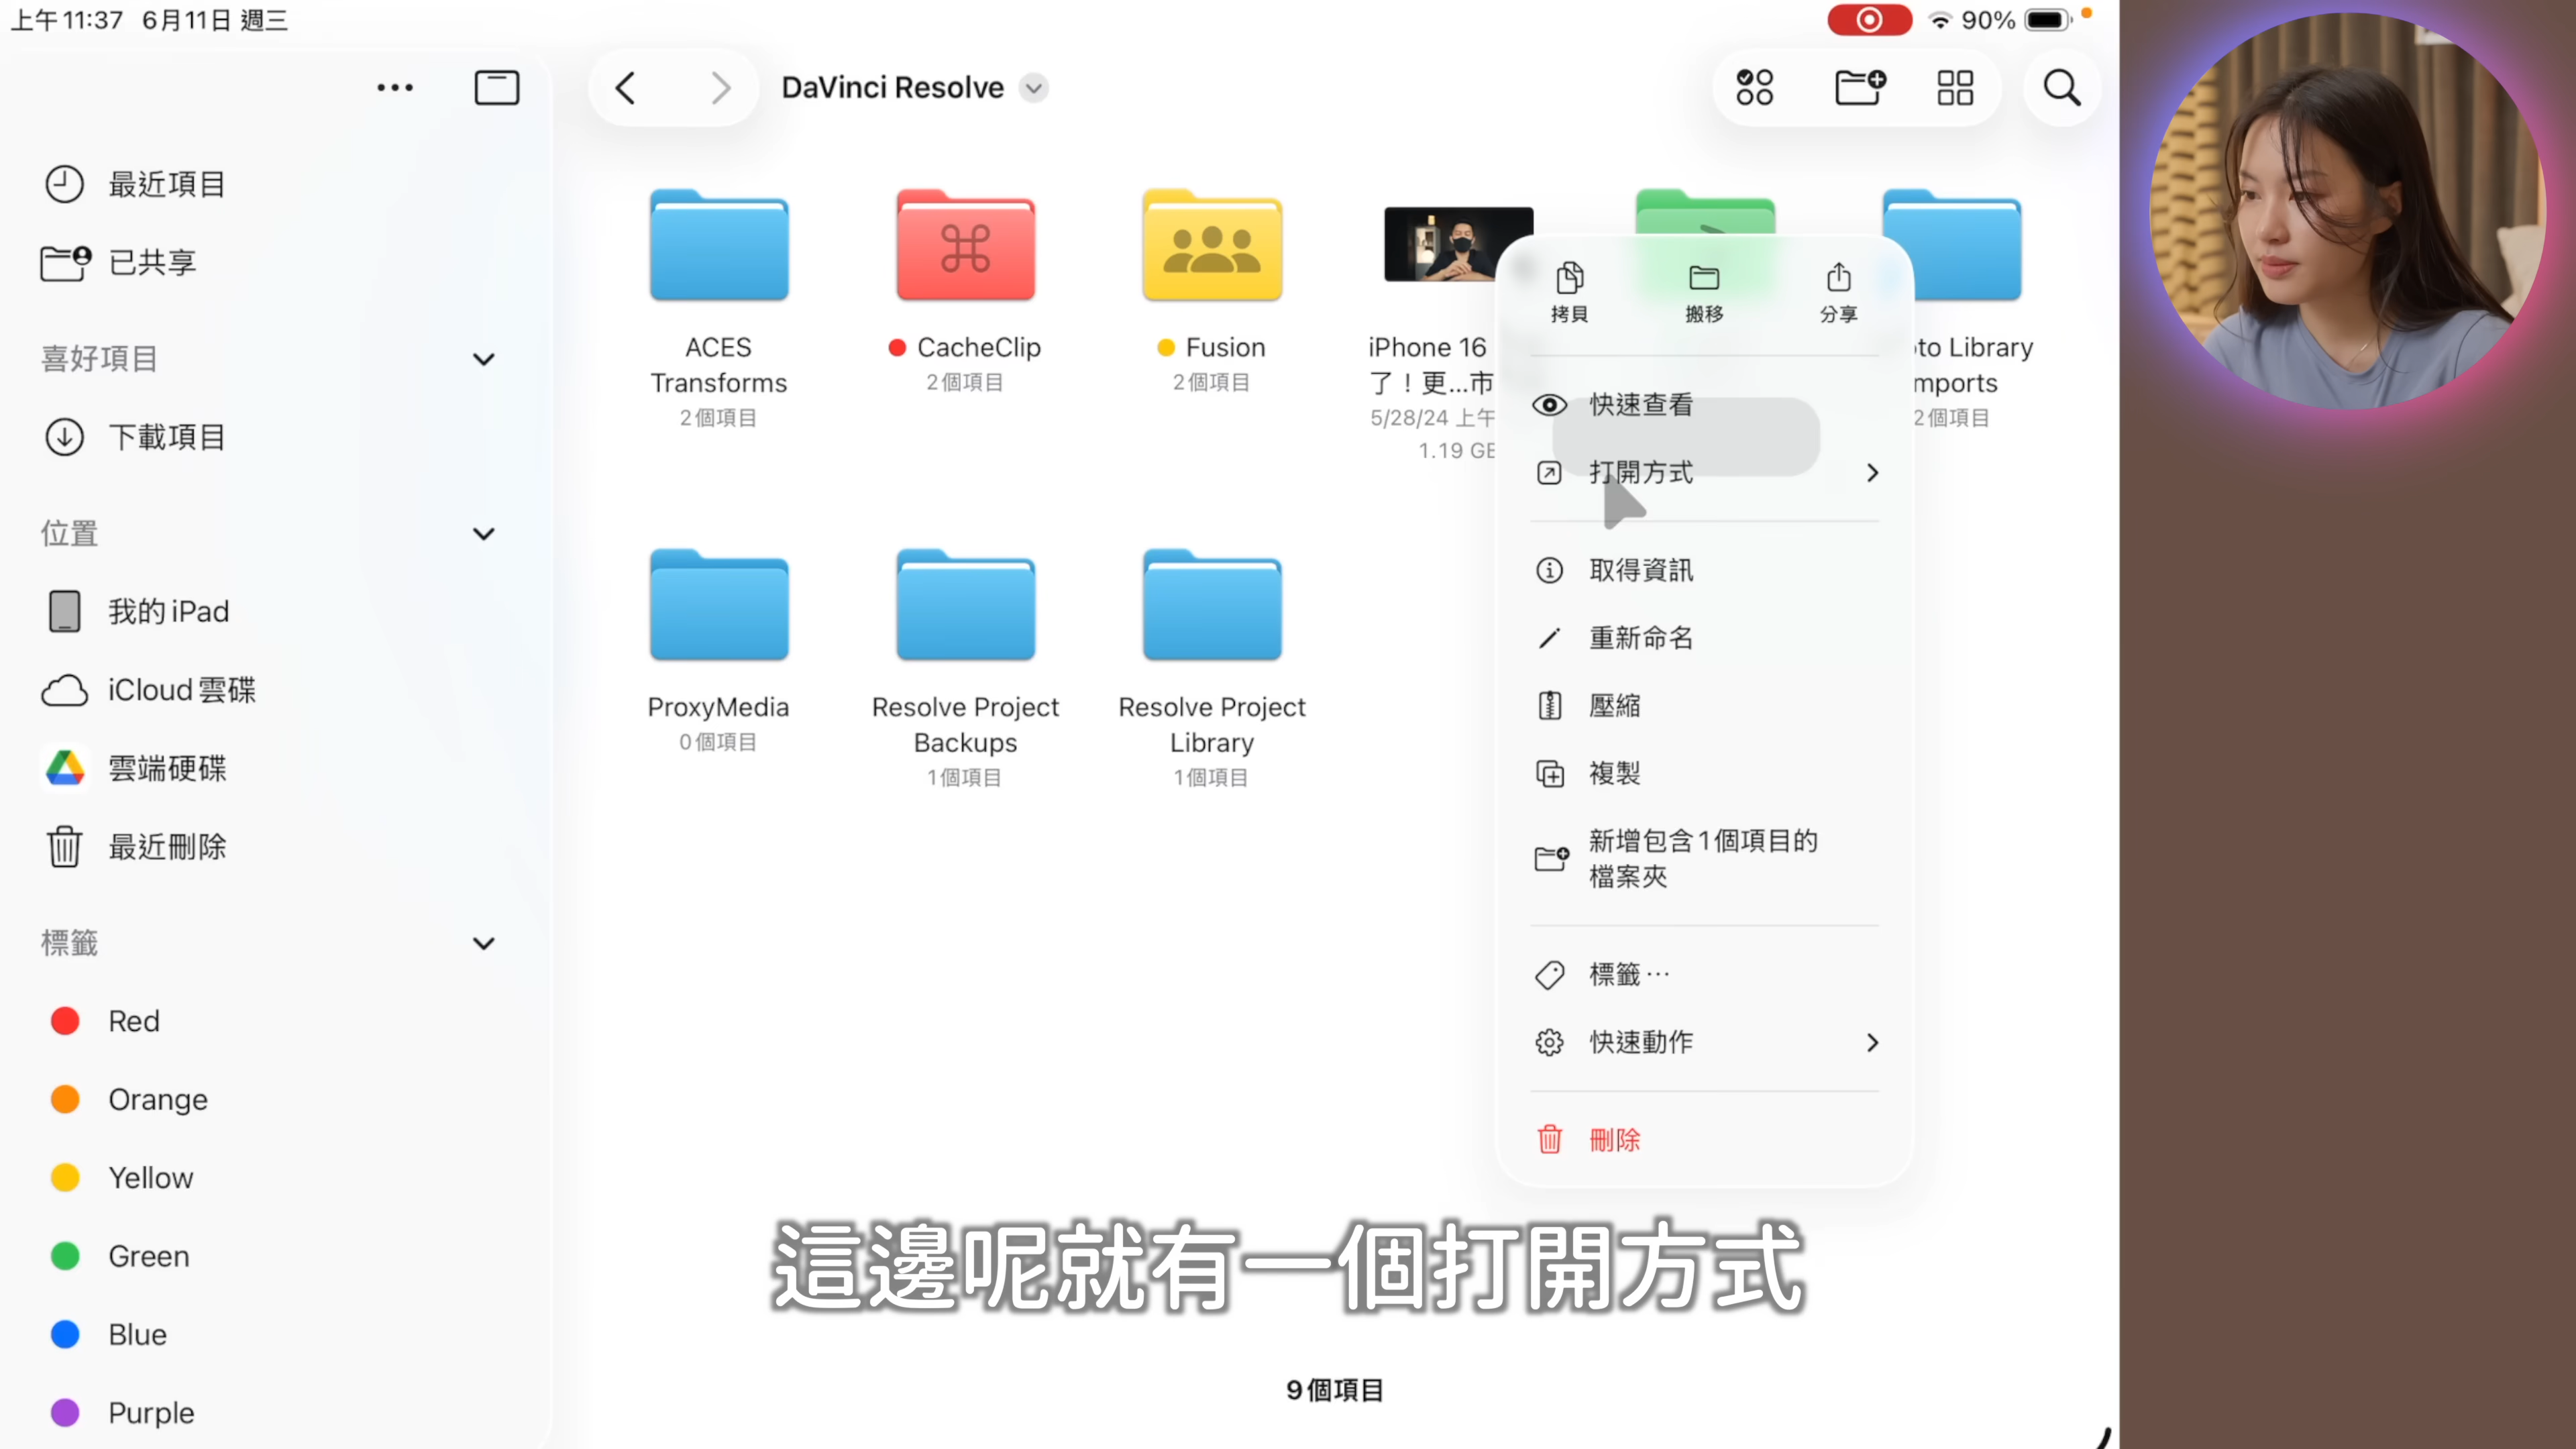 上午11:37 6月11日 週三
90%
DaVinci Resolve
最近項目
已共享
喜好項目
下載項目
位置
我的 iPad
iCloud 雲碟
雲端硬碟
最近刪除
標籤
Red
Orange
Yellow
Green
Blue
Purple
ACES
Transforms
2個項目
CacheClip
2個項目
Fusion
2個項目
iPhone 16
了！更...市
5/28/24 上午
1.19 GB
to Library
mports
2個項目
ProxyMedia
0個項目
Resolve Project
Backups
1個項目
Resolve Project
Library
1個項目
拷貝
搬移
分享
快速查看
打開方式
取得資訊
重新命名
壓縮
複製
新增包含1個項目的
檔案夾
標籤⋯
快速動作
刪除
這邊呢就有一個打開方式
9個項目